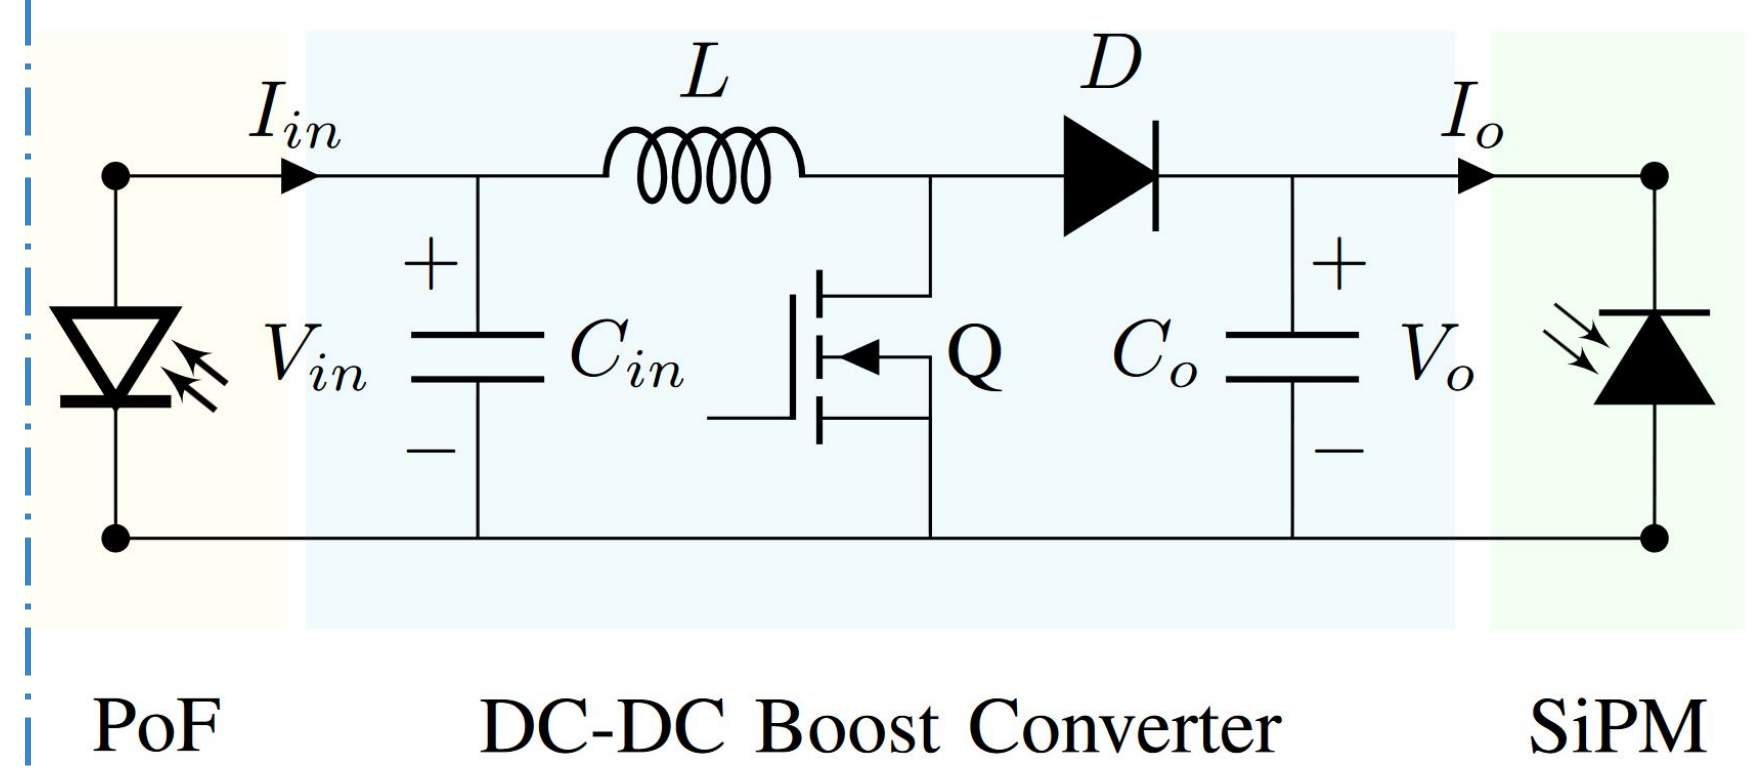 L
D
I_in
I_o
+
+
V_in
C_in
Q
C_o
V_o
−
−
PoF
DC-DC Boost Converter
SiPM